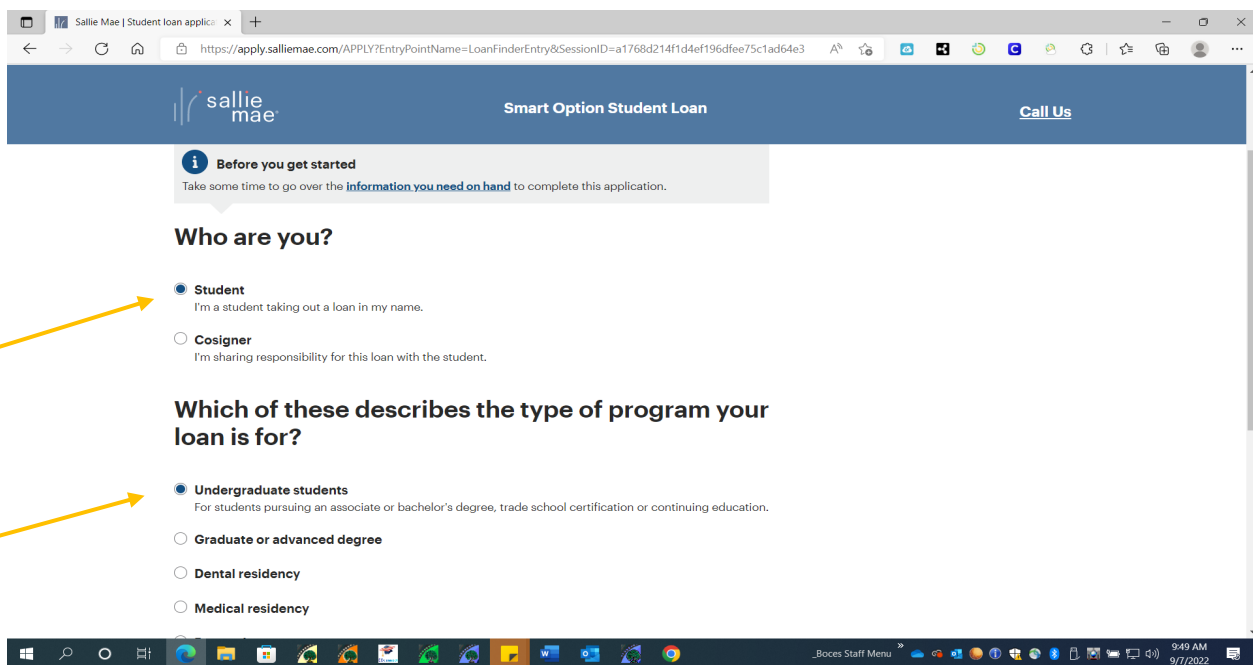 Sallie Mae | Student loan applica
https://apply.salliemae.com/APPLY?EntryPointName=LoanFinderEntry&SessionID=a1768d214f1d4ef196dfee75c1ad64e3
sallie mae
Smart Option Student Loan
Call Us
Before you get started
Take some time to go over the information you need on hand to complete this application.
Who are you?
Student
I'm a student taking out a loan in my name.
Cosigner
I'm sharing responsibility for this loan with the student.
Which of these describes the type of program your
loan is for?
Undergraduate students
For students pursuing an associate or bachelor's degree, trade school certification or continuing education.
Graduate or advanced degree
Dental residency
Medical residency
_Boces Staff Menu
9:49 AM
9/7/2022